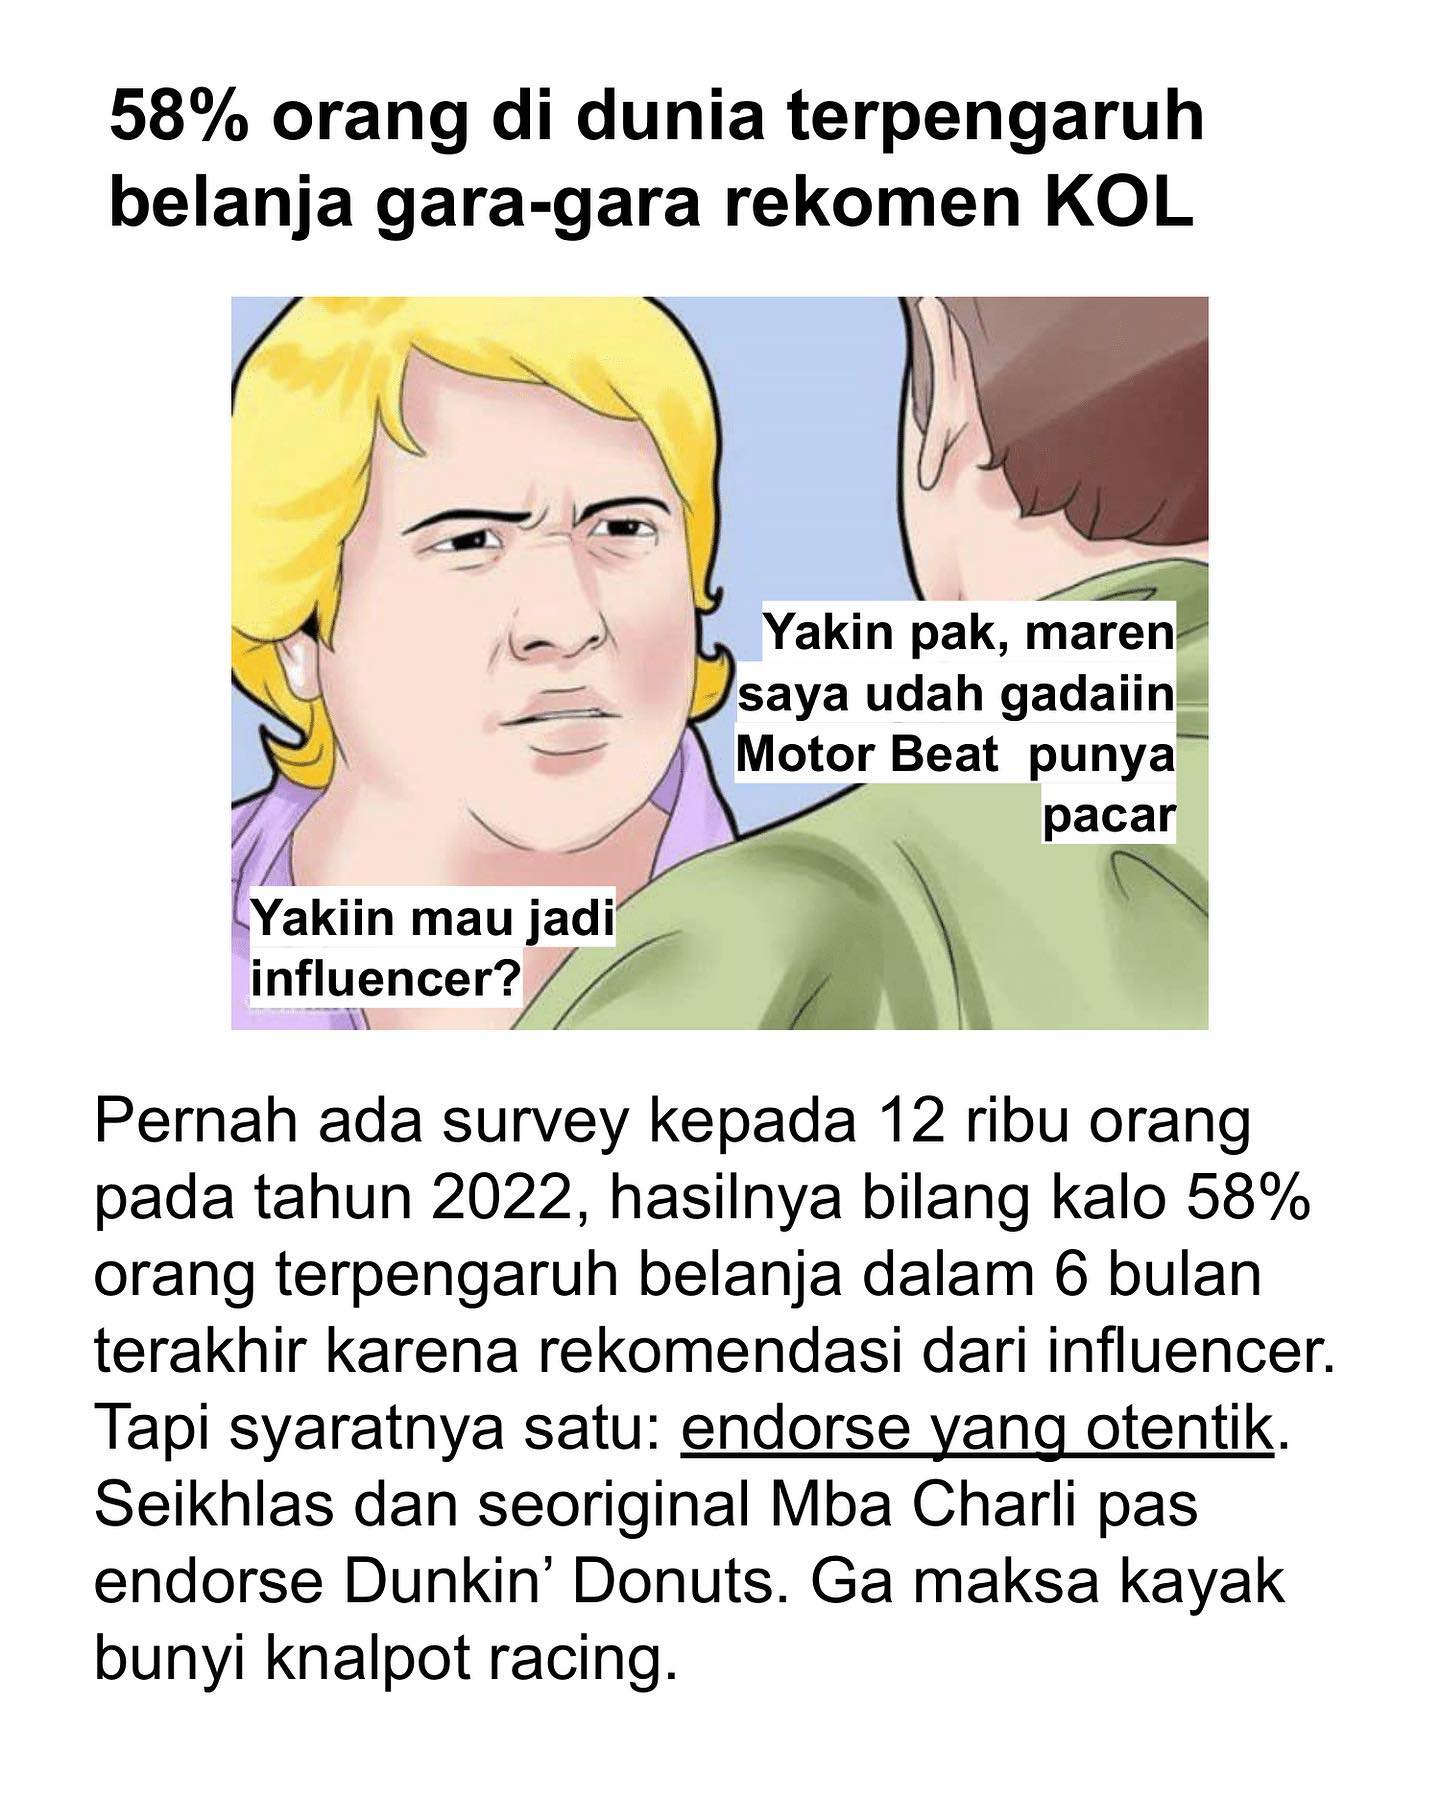 58% orang di dunia terpengaruh
belanja gara-gara rekomen KOL
Yakin pak, maren
saya udah gadaiin
Motor Beat punya
pacar
Yakiin mau jadi
influencer?
Pernah ada survey kepada 12 ribu orang
pada tahun 2022, hasilnya bilang kalo 58%
orang terpengaruh belanja dalam 6 bulan
terakhir karena rekomendasi dari influencer.
Tapi syaratnya satu: endorse yang otentik.
Seikhlas dan seoriginal Mba Charli pas
endorse Dunkin’ Donuts. Ga maksa kayak
bunyi knalpot racing.